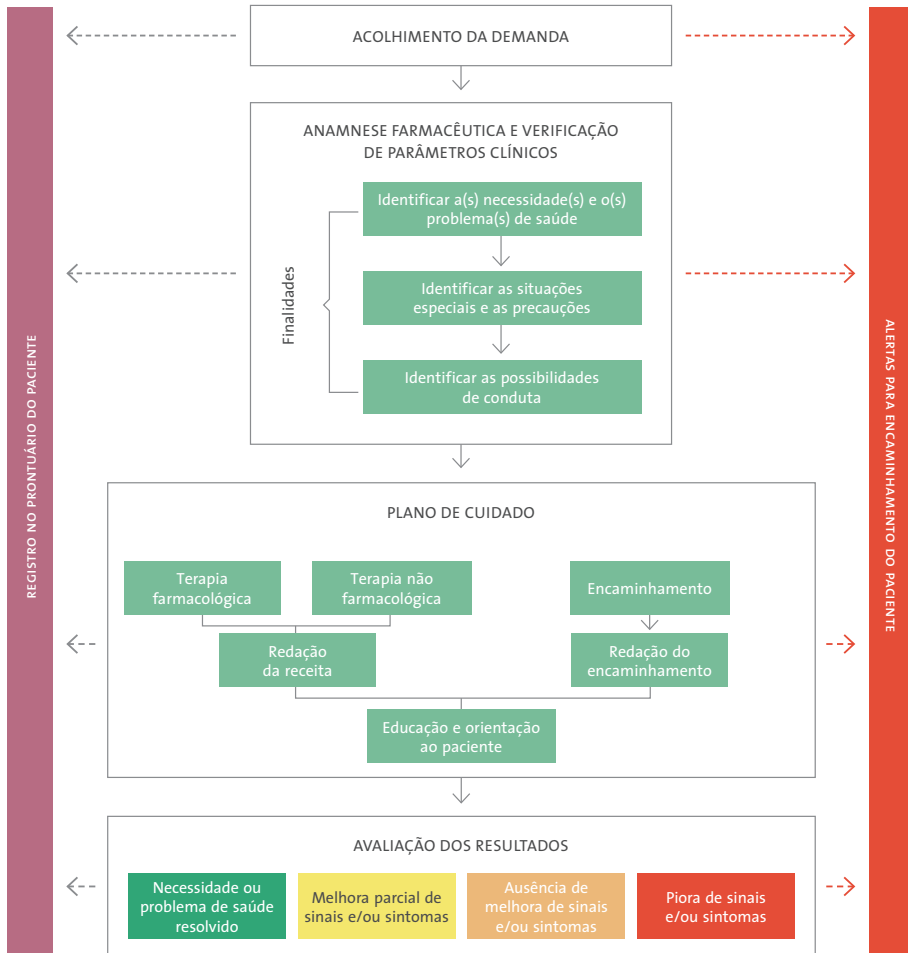 ACOLHIMENTO DA DEMANDA
ANAMNESE FARMACÊUTICA E VERIFICAÇÃO
DE PARÂMETROS CLÍNICOS
Finalidades
Identificar a(s) necessidade(s) e o(s)
problema(s) de saúde
Identificar as situações
especiais e as precauções
Identificar as possibilidades
de conduta
PLANO DE CUIDADO
Terapia
farmacológica
Terapia não
farmacológica
Encaminhamento
Redação
da receita
Redação do
encaminhamento
Educação e orientação
ao paciente
AVALIAÇÃO DOS RESULTADOS
Necessidade ou
problema de saúde
resolvido
Melhora parcial de
sinais e/ou sintomas
Ausência de
melhora de sinais
e/ou sintomas
Piora de sinais
e/ou sintomas
REGISTRO NO PRONTUÁRIO DO PACIENTE
ALERTAS PARA ENCAMINHAMENTO DO PACIENTE